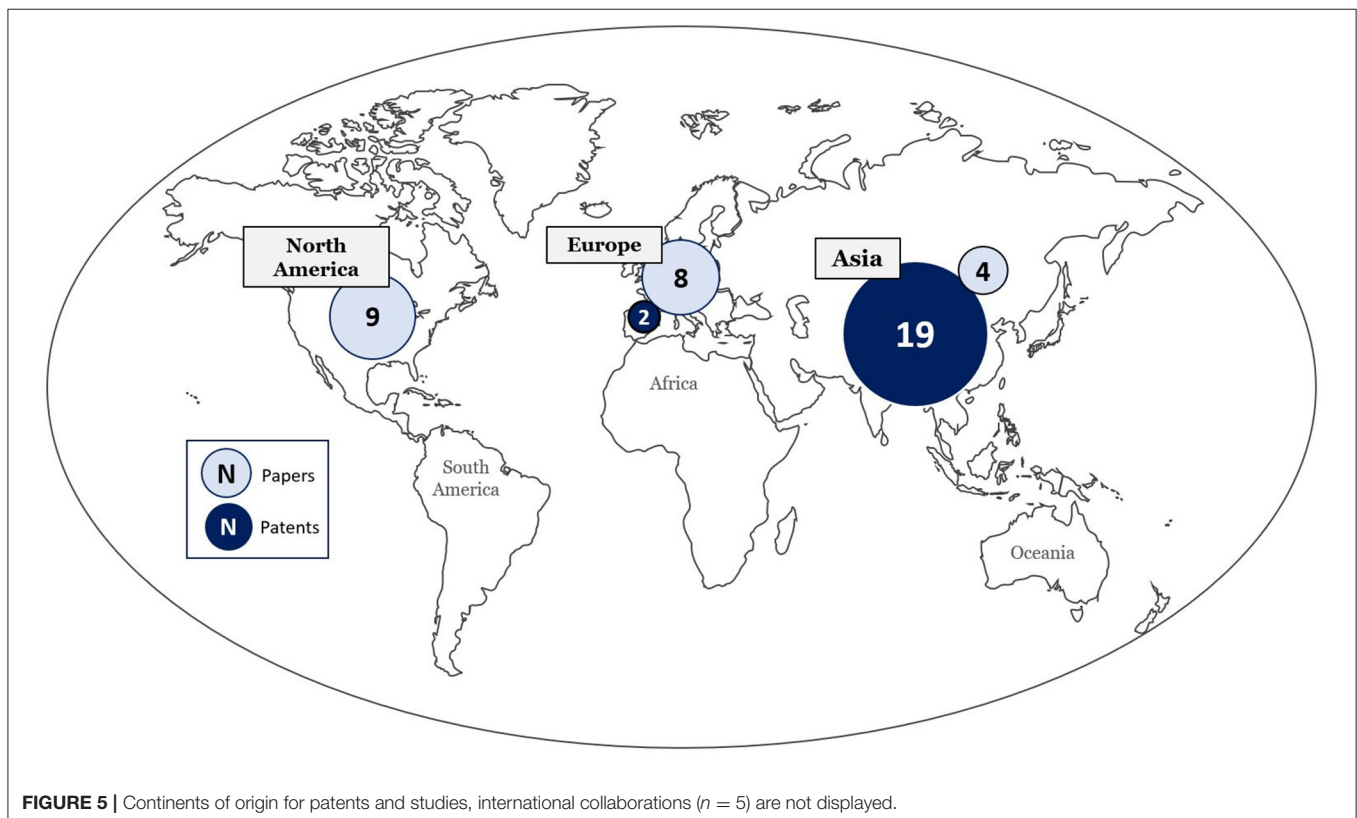 North
America
9
Europe
8
2
Asia
4
19
Africa
South
America
Oceania
N Papers
N Patents
FIGURE 5 | Continents of origin for patents and studies, international collaborations (n = 5) are not displayed.